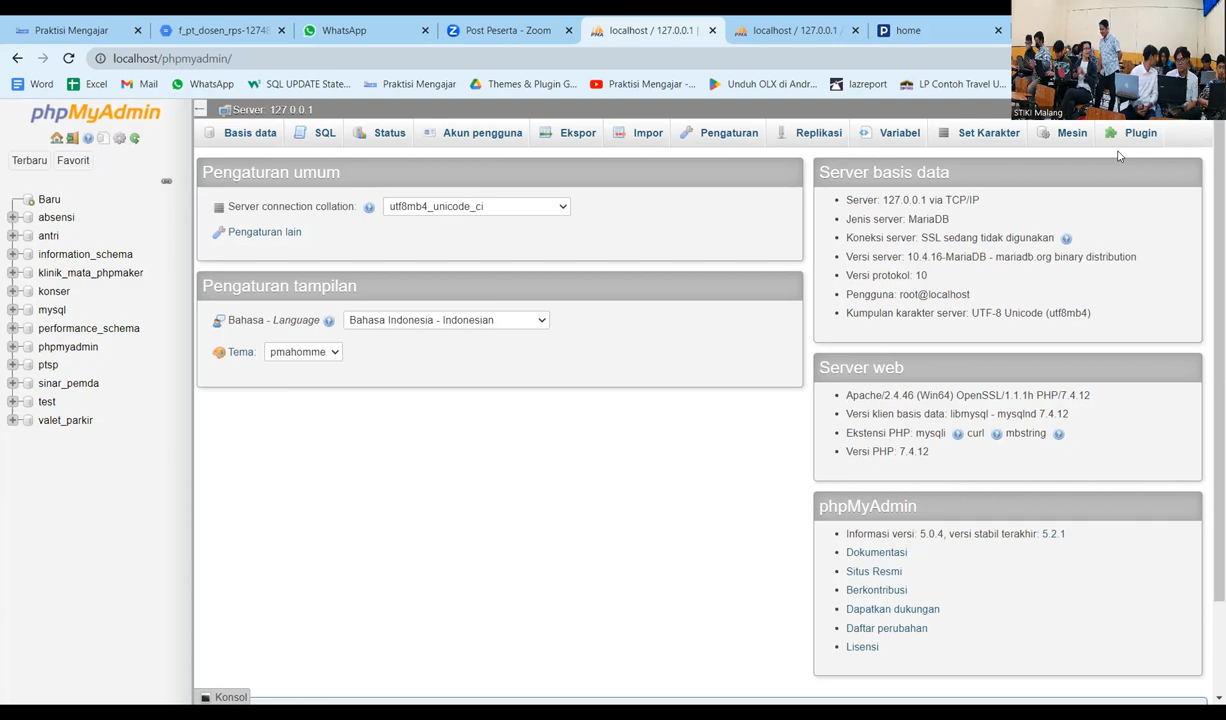 Praktisi Mengajar
f_pt_dosen_rps-12748
WhatsApp
Post Peserta - Zoom
localhost / 127.0.0.1 |
localhost / 127.0.0.1 /
home
localhost/phpmyadmin/
Word
Excel
Mail
WhatsApp
SQL UPDATE State...
Praktisi Mengajar
Themes & Plugin G...
Praktisi Mengajar -...
Unduh OLX di Andr...
lazreport
LP Contoh Travel U...
STIKI Malang
phpMyAdmin
Terbaru
Favorit
Baru
absensi
antri
information_schema
klinik_mata_phpmaker
konser
mysql
performance_schema
phpmyadmin
ptsp
sinar_pemda
test
valet_parkir
Server: 127.0.0.1
Basis data
SQL
Status
Akun pengguna
Ekspor
Impor
Pengaturan
Replikasi
Variabel
Set Karakter
Mesin
Plugin
Pengaturan umum
Server connection collation:
utf8mb4_unicode_ci
Pengaturan lain
Pengaturan tampilan
Bahasa - Language
Bahasa Indonesia - Indonesian
Tema:
pmahomme
Server basis data
Server: 127.0.0.1 via TCP/IP
Jenis server: MariaDB
Koneksi server: SSL sedang tidak digunakan
Versi server: 10.4.16-MariaDB - mariadb.org binary distribution
Versi protokol: 10
Pengguna: root@localhost
Kumpulan karakter server: UTF-8 Unicode (utf8mb4)
Server web
Apache/2.4.46 (Win64) OpenSSL/1.1.1h PHP/7.4.12
Versi klien basis data: libmysql - mysqlnd 7.4.12
Ekstensi PHP: mysqli curl mbstring
Versi PHP: 7.4.12
phpMyAdmin
Informasi versi: 5.0.4, versi stabil terakhir: 5.2.1
Dokumentasi
Situs Resmi
Berkontribusi
Dapatkan dukungan
Daftar perubahan
Lisensi
Konsol